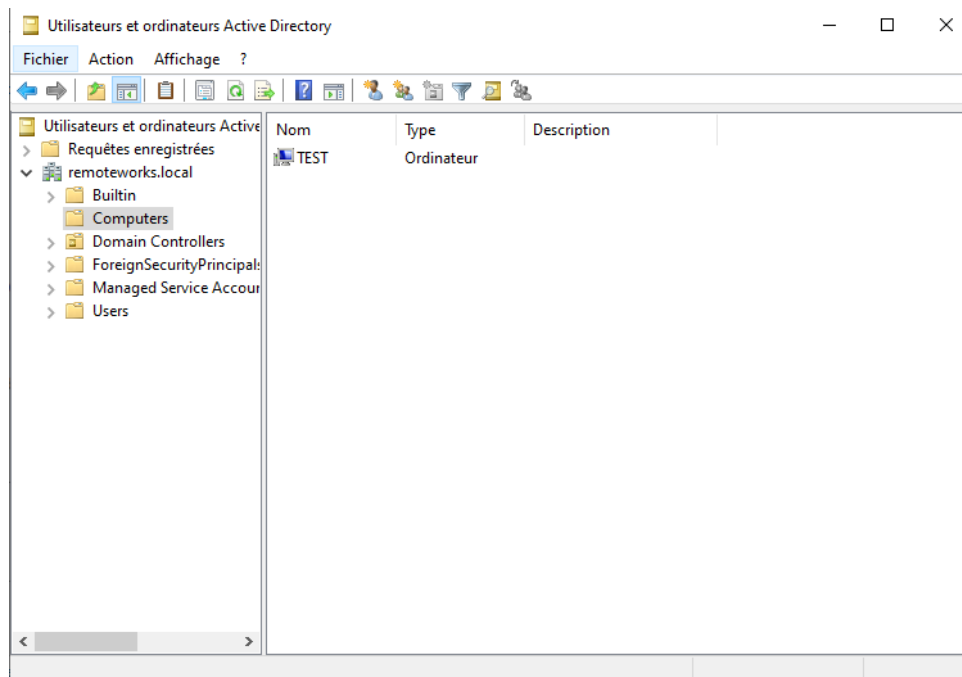 Utilisateurs et ordinateurs Active Directory
Fichier Action Affichage ?
Utilisateurs et ordinateurs Active
Requêtes enregistrées
remoteworks.local
Builtin
Computers
Domain Controllers
ForeignSecurityPrincipals
Managed Service Accour
Users
Nom Type Description
TEST Ordinateur